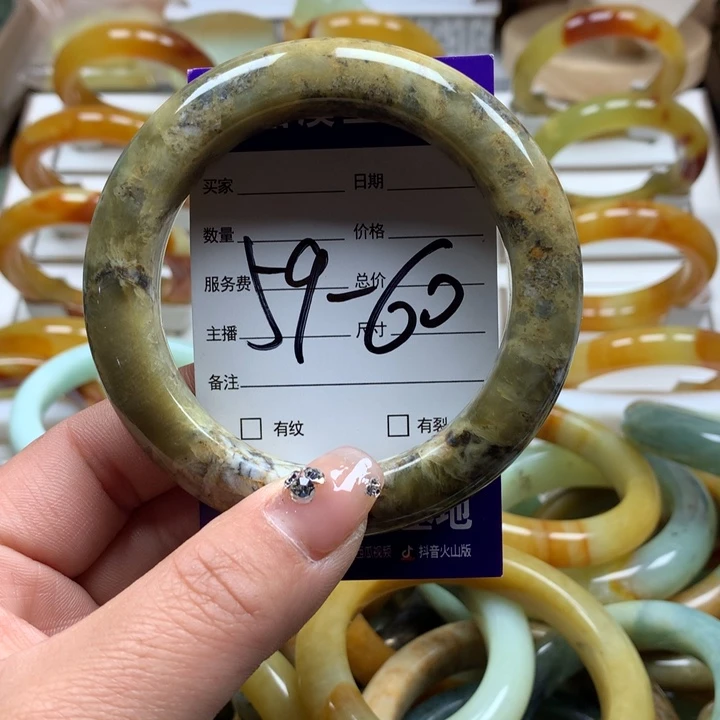 买家 日期
数量 价格
服务费 总价
59-60
主播 尺寸
备注
有纹 有裂
抖音火山版